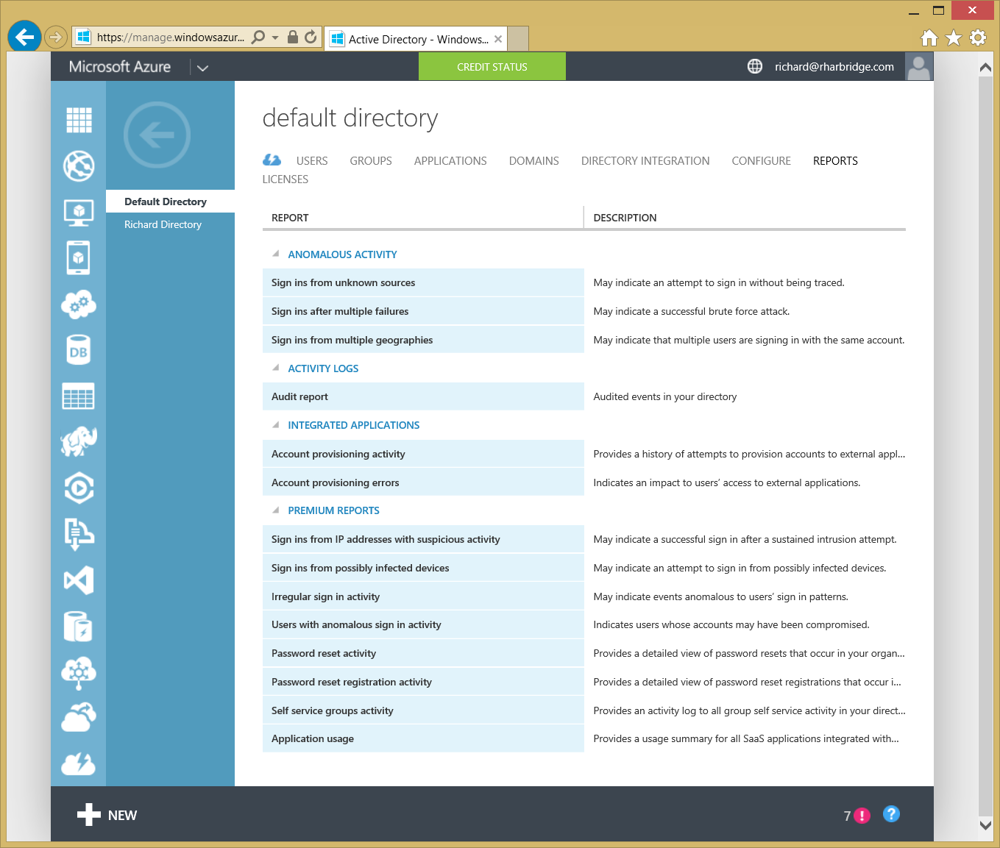 https://manage.windowsazur...
Active Directory - Windows...
Microsoft Azure
CREDIT STATUS
richard@rharbridge.com
default directory
USERS GROUPS APPLICATIONS DOMAINS DIRECTORY INTEGRATION CONFIGURE REPORTS
LICENSES
Default Directory
Richard Directory
REPORT DESCRIPTION
ANOMALOUS ACTIVITY
Sign ins from unknown sources May indicate an attempt to sign in without being traced.
Sign ins after multiple failures May indicate a successful brute force attack.
Sign ins from multiple geographies May indicate that multiple users are signing in with the same account.
ACTIVITY LOGS
Audit report Audited events in your directory
INTEGRATED APPLICATIONS
Account provisioning activity Provides a history of attempts to provision accounts to external appl...
Account provisioning errors Indicates an impact to users’ access to external applications.
PREMIUM REPORTS
Sign ins from IP addresses with suspicious activity May indicate a successful sign in after a sustained intrusion attempt.
Sign ins from possibly infected devices May indicate an attempt to sign in from possibly infected devices.
Irregular sign in activity May indicate events anomalous to users’ sign in patterns.
Users with anomalous sign in activity Indicates users whose accounts may have been compromised.
Password reset activity Provides a detailed view of password resets that occur in your organ...
Password reset registration activity Provides a detailed view of password reset registrations that occur i...
Self service groups activity Provides an activity log to all group self service activity in your direct...
Application usage Provides a usage summary for all SaaS applications integrated with...
DB
NEW
7 ! ?